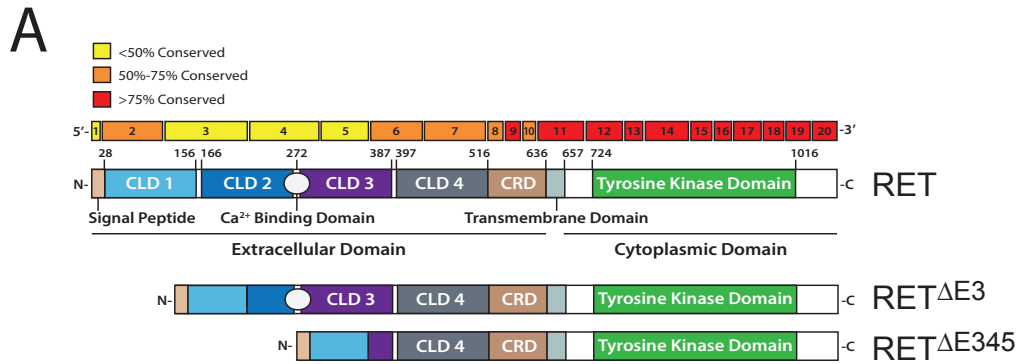 A
<50% Conserved
50%-75% Conserved
>75% Conserved
5′- 1 2 3 4 5 6 7 8 9 10 11 12 13 14 15 16 17 18 19 20 -3′
28 156 166 272 387 397 516 636 657 724 1016
N- CLD 1 CLD 2 CLD 3 CLD 4 CRD Tyrosine Kinase Domain -C RET
Signal Peptide Ca²⁺ Binding Domain Transmembrane Domain
Extracellular Domain Cytoplasmic Domain
N- CLD 3 CLD 4 CRD Tyrosine Kinase Domain -C RET^ΔE3
N- CLD 4 CRD Tyrosine Kinase Domain -C RET^ΔE345